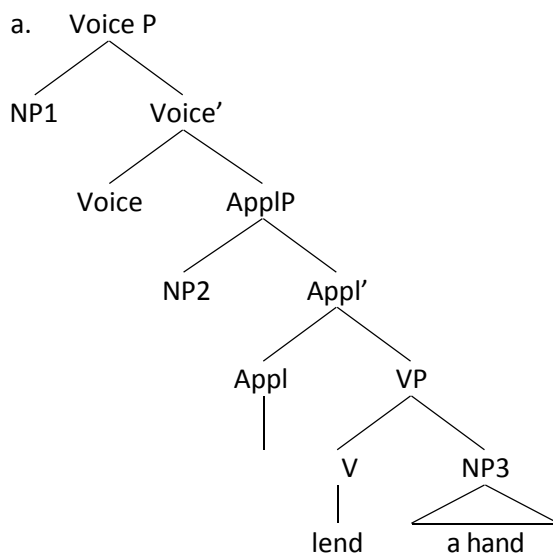 a. Voice P
NP1 Voice’
Voice ApplP
NP2 Appl’
Appl VP
V NP3
lend a hand